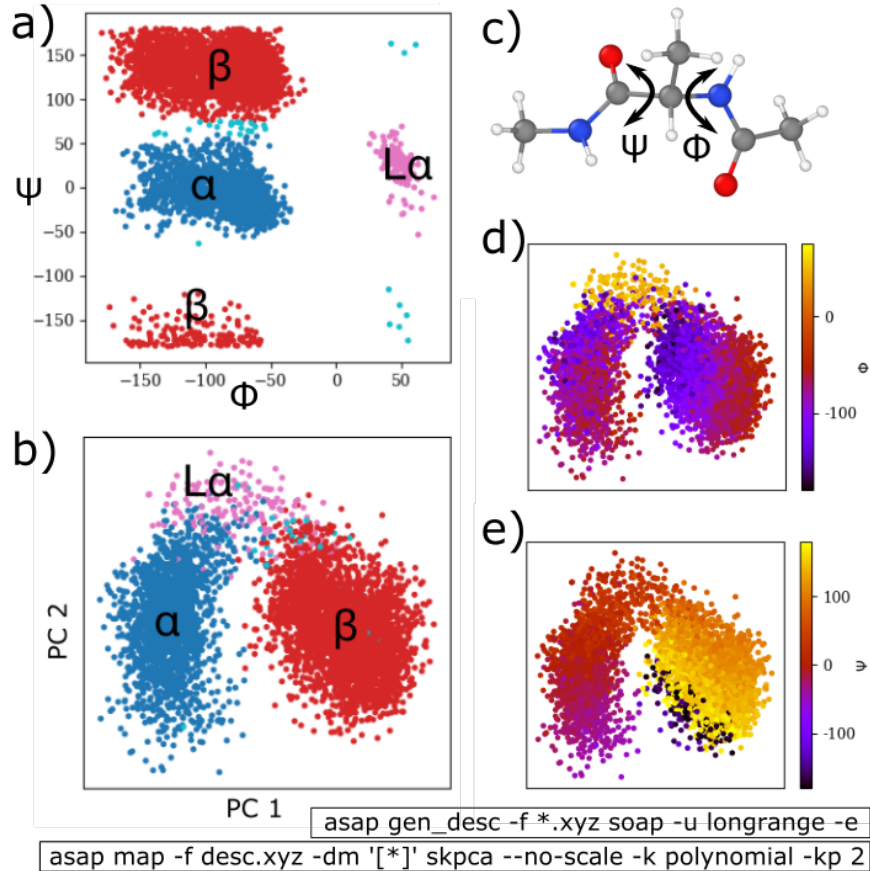 a)
150
100
50
0
−50
−100
−150
Ψ
β
α
Lα
β
−150
−100
−50
0
50
Φ
b)
Lα
α
β
PC 2
PC 1
c)
Ψ
Φ
d)
0
-100
Φ
e)
100
0
-100
Ψ
asap gen_desc -f *.xyz soap -u longrange -e
asap map -f desc.xyz -dm '[*]' skpca --no-scale -k polynomial -kp 2